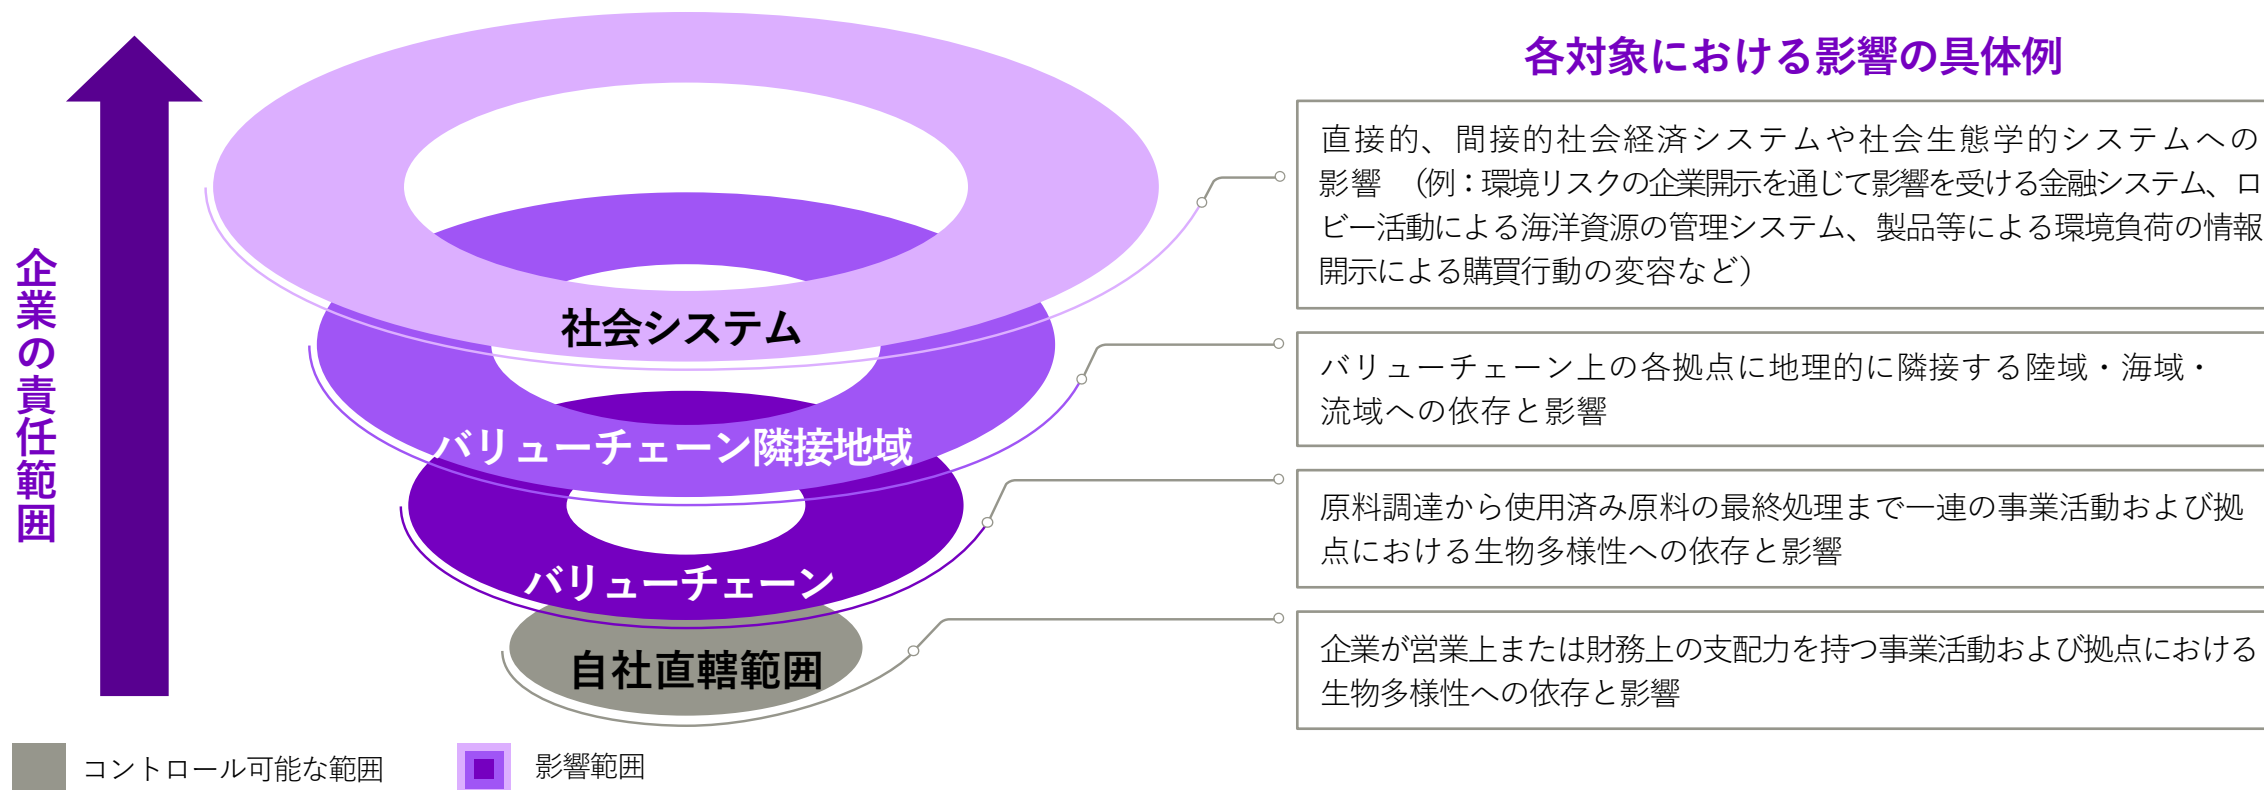 各対象における影響の具体例
企業の責任範囲
社会システム
バリューチェーン隣接地域
バリューチェーン
自社直轄範囲
直接的、間接的社会経済システムや社会生態学的システムへの
影響 （例：環境リスクの企業開示を通じて影響を受ける金融システム、ロ
ビー活動による海洋資源の管理システム、製品等による環境負荷の情報
開示による購買行動の変容など）
バリューチェーン上の各拠点に地理的に隣接する陸域・海域・
流域への依存と影響
原料調達から使用済み原料の最終処理まで一連の事業活動および拠
点における生物多様性への依存と影響
企業が営業上または財務上の支配力を持つ事業活動および拠点における
生物多様性への依存と影響
コントロール可能な範囲
影響範囲